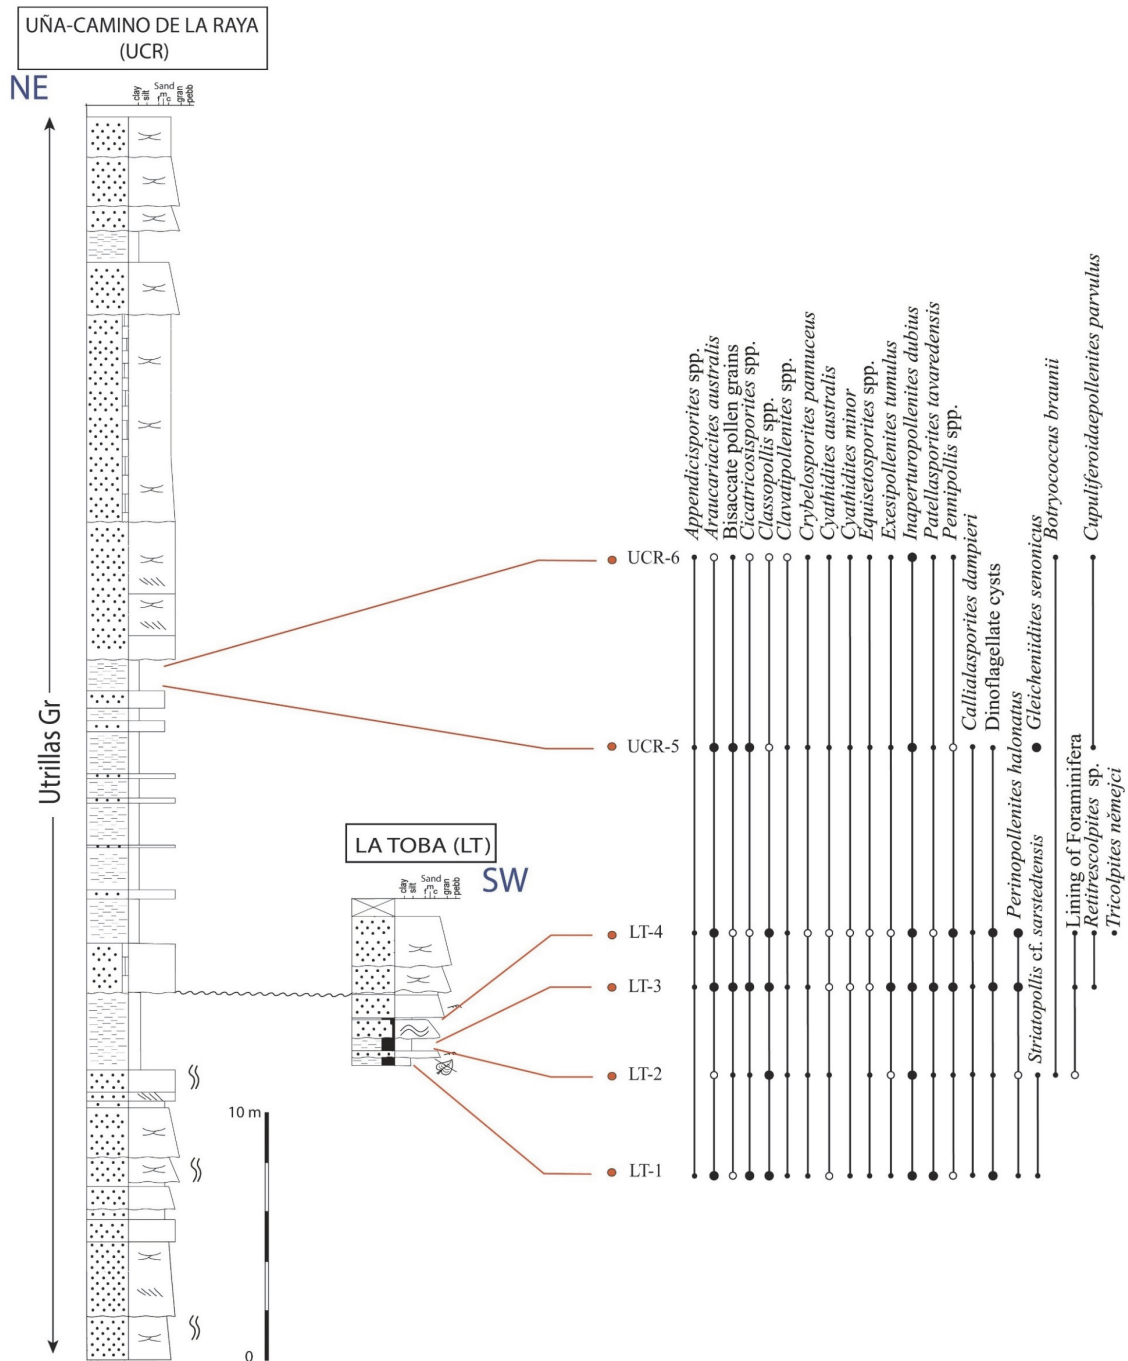 UÑA-CAMINO DE LA RAYA
(UCR)
NE
clay
silt
Sand
f m c
gran
pebb
Utrillas Gr
LA TOBA (LT)
SW
clay
silt
Sand
f m c
gran
pebb
10 m
0
UCR-6
UCR-5
LT-4
LT-3
LT-2
LT-1
Appendicisporites spp.
Araucariacites australis
Bisaccate pollen grains
Cicatricosisporites spp.
Classopollis spp.
Clavatipollenites spp.
Crybelosporites pannuceus
Cyathidites australis
Cyathidites minor
Equisetosporites spp.
Exesipollenites tumulus
Inaperturopollenites dubius
Patellasporites tavaredensis
Pennipollis spp.
Callialasporites dampieri
Dinoflagellate cysts
Perinopollenites halonatus
Gleicheniidites senonicus
Striatopollis cf. sarstedtensis
Botryococcus braunii
Lining of Foraminifera
Cupuliferoidaepollenites parvulus
Retitrescolpites sp.
Tricolpites němejci